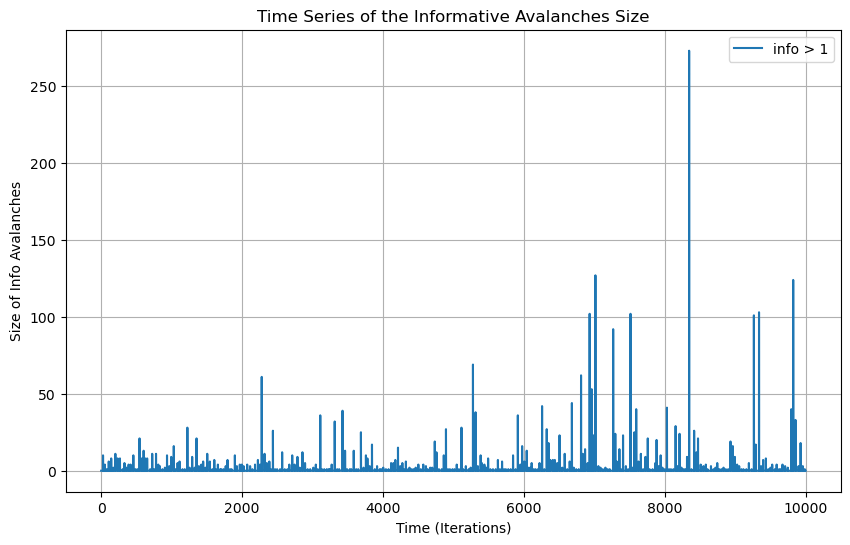 Time Series of the Informative Avalanches Size
info > 1
250
200
150
100
50
0
Size of Info Avalanches
0 2000 4000 6000 8000 10000
Time (Iterations)